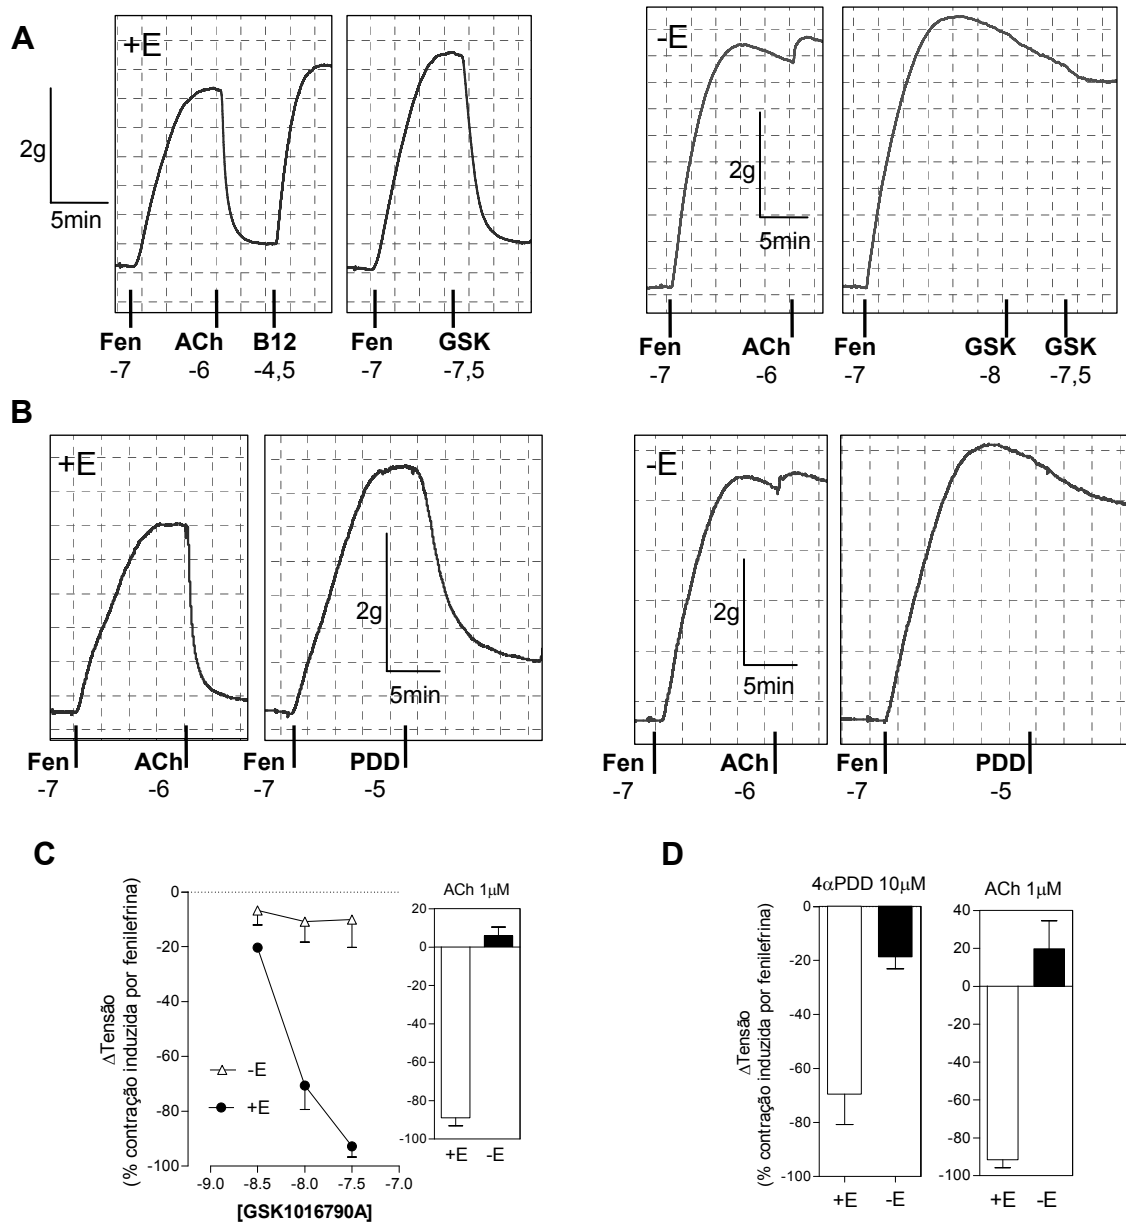 A
+E
2g
5min
Fen ACh B12
-7 -6 -4,5
Fen GSK
-7 -7,5
-E
2g
5min
Fen ACh
-7 -6
Fen GSK GSK
-7 -8 -7,5
B
+E
Fen ACh
-7 -6
2g
5min
Fen PDD
-7 -5
-E
2g
5min
Fen ACh
-7 -6
Fen PDD
-7 -5
C
ΔTensão
(% contração induzida por fenilefrina)
0
-20
-40
-60
-80
-100
-E
+E
-9.0 -8.5 -8.0 -7.5 -7.0
[GSK1016790A]
ACh 1μM
20
0
-20
-40
-60
-80
-100
+E -E
D
ΔTensão
(% contração induzida por fenilefrina)
4αPDD 10μM
0
-20
-40
-60
-80
-100
+E -E
ACh 1μM
40
20
0
-20
-40
-60
-80
-100
+E -E